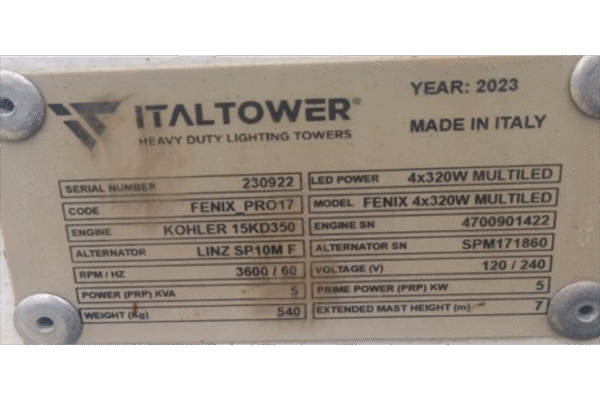 ITALTOWER®
HEAVY DUTY LIGHTING TOWERS
YEAR: 2023
MADE IN ITALY
SERIAL NUMBER 230922 LED POWER 4x320W MULTILED
CODE FENIX_PRO17 MODEL FENIX 4x320W MULTILED
ENGINE KOHLER 15KD350 ENGINE SN 4700901422
ALTERNATOR LINZ SP10M F ALTERNATOR SN SPM171860
RPM / HZ 3600 / 60 VOLTAGE (V) 120 / 240
POWER (PRP) KVA 5 PRIME POWER (PRP) KW 5
WEIGHT (Kg) 540 EXTENDED MAST HEIGHT (m) 7